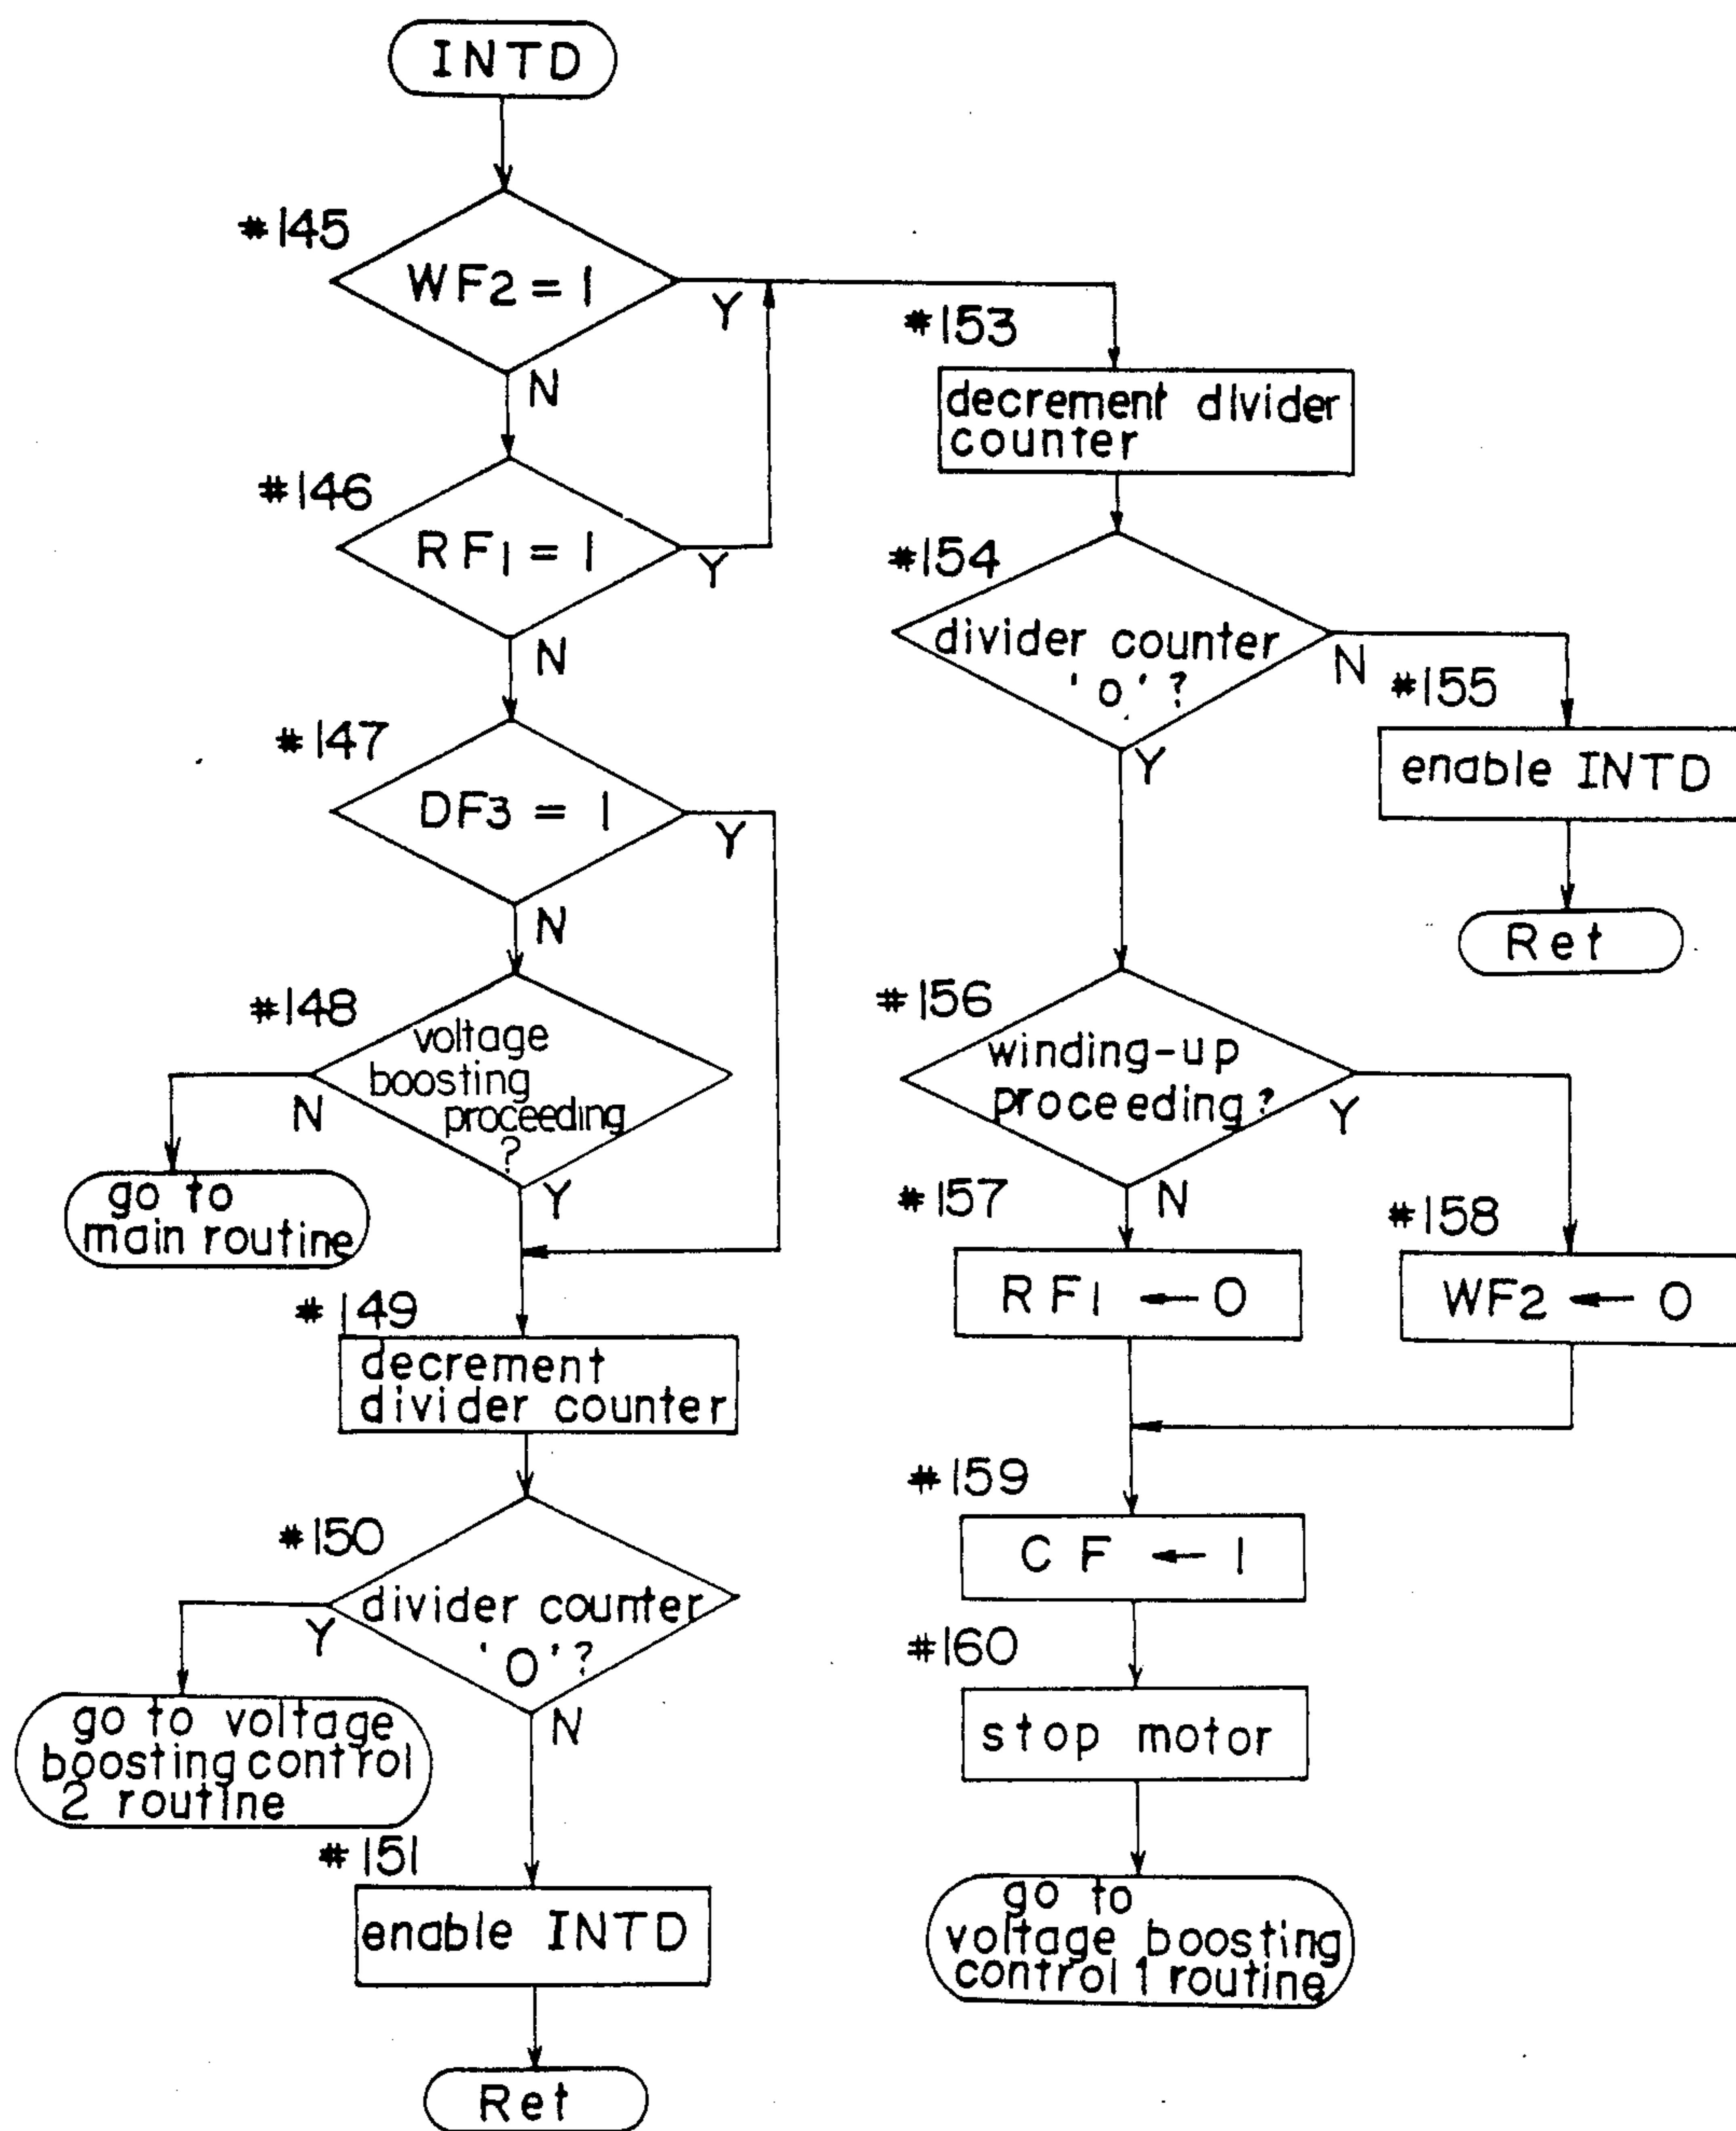 INTD
#145
WF2 = 1
Y
N
#146
RF1 = 1
Y
N
#147
DF3 = 1
Y
N
#148
voltage
boosting
proceeding
?
N
Y
go to
main routine
#149
decrement
divider counter
#150
divider counter
'0'?
Y
N
go to voltage
boosting control
2 routine
#151
enable INTD
Ret
#153
decrement divider
counter
#154
divider counter
'0'?
N
Y
#155
enable INTD
Ret
#156
winding-up
proceeding?
Y
N
#157
RF1 ← 0
#158
WF2 ← 0
#159
CF ← 1
#160
stop motor
go to
voltage boosting
control 1 routine